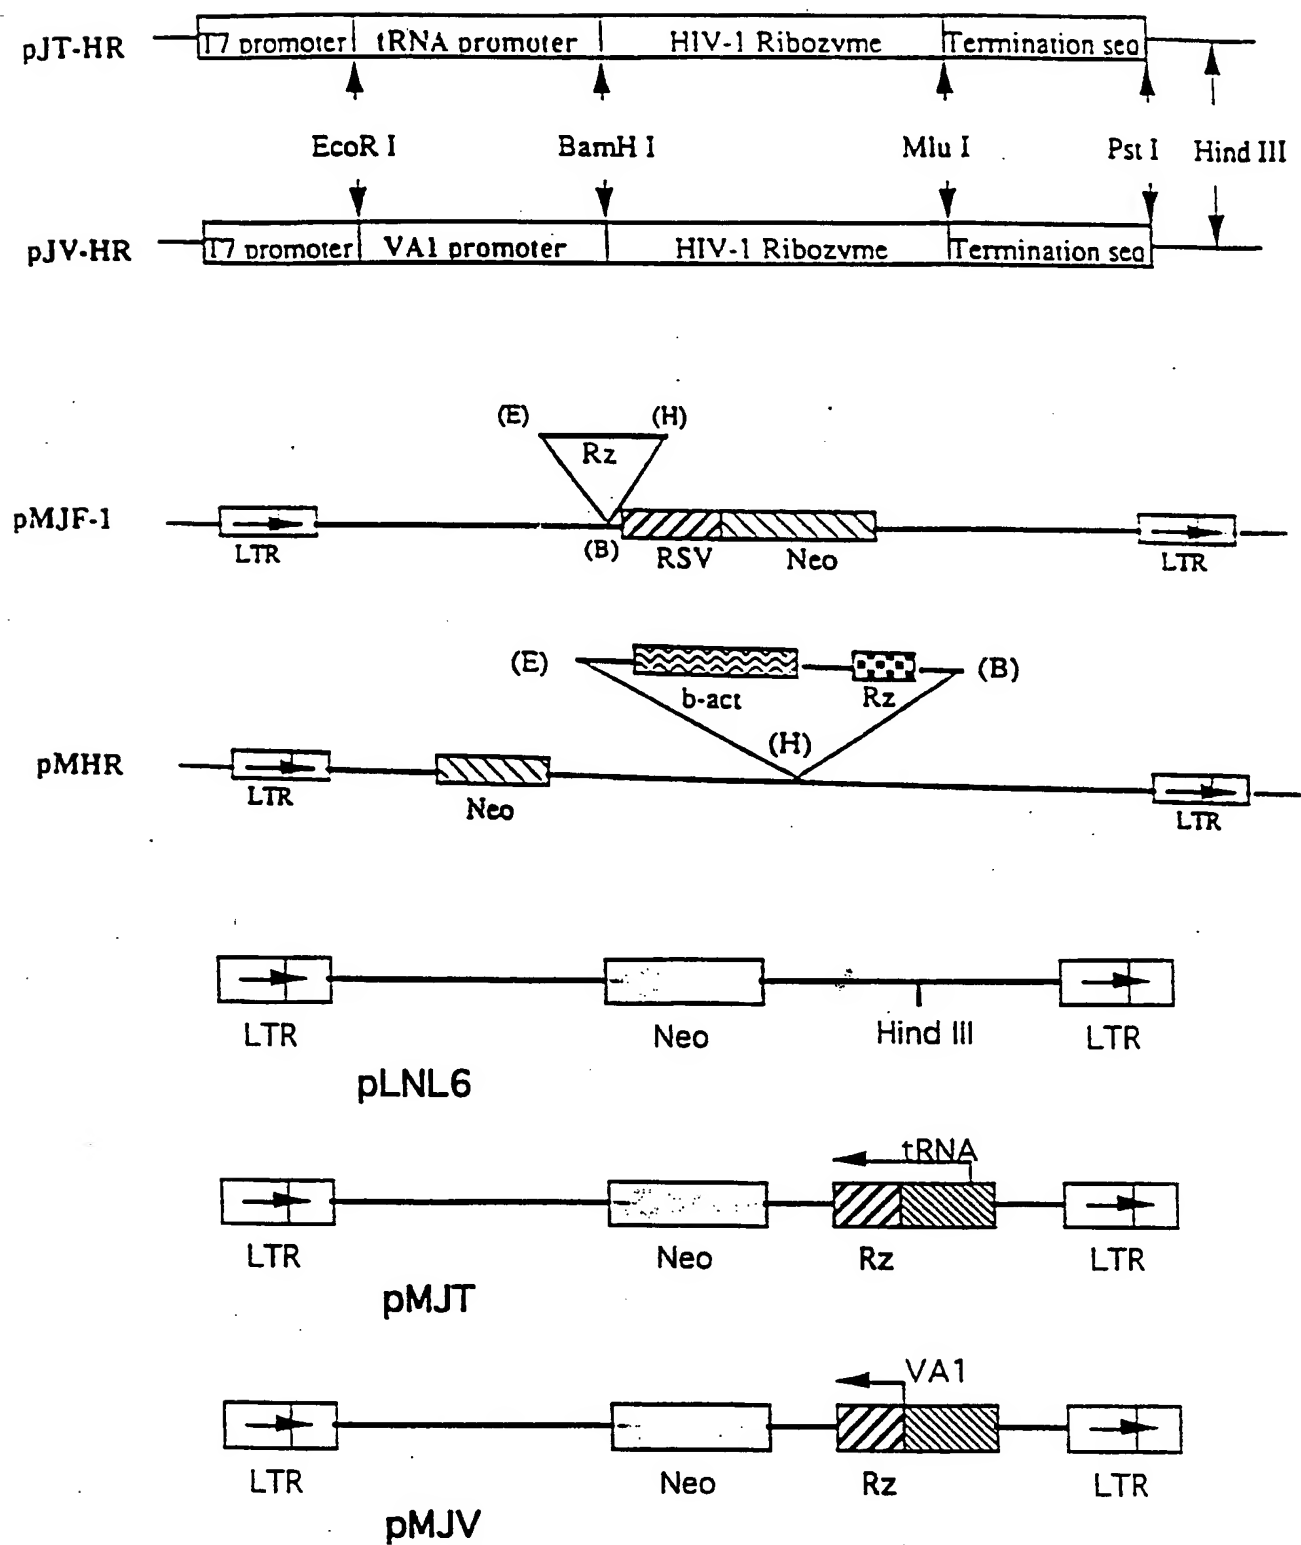 pJT-HR T7 promoter tRNA promoter HIV-1 Ribozyme Termination seq
EcoR I BamH I Mlu I Pst I Hind III
pJV-HR T7 promoter VA1 promoter HIV-1 Ribozyme Termination seq
(E) (H)
Rz
pMJF-1
LTR (B) RSV Neo LTR
(E) (B)
b-act Rz
(H)
pMHR
LTR Neo LTR
LTR Neo Hind III LTR
pLNL6
tRNA
LTR Neo Rz LTR
pMJT
VA1
LTR Neo Rz LTR
pMJV